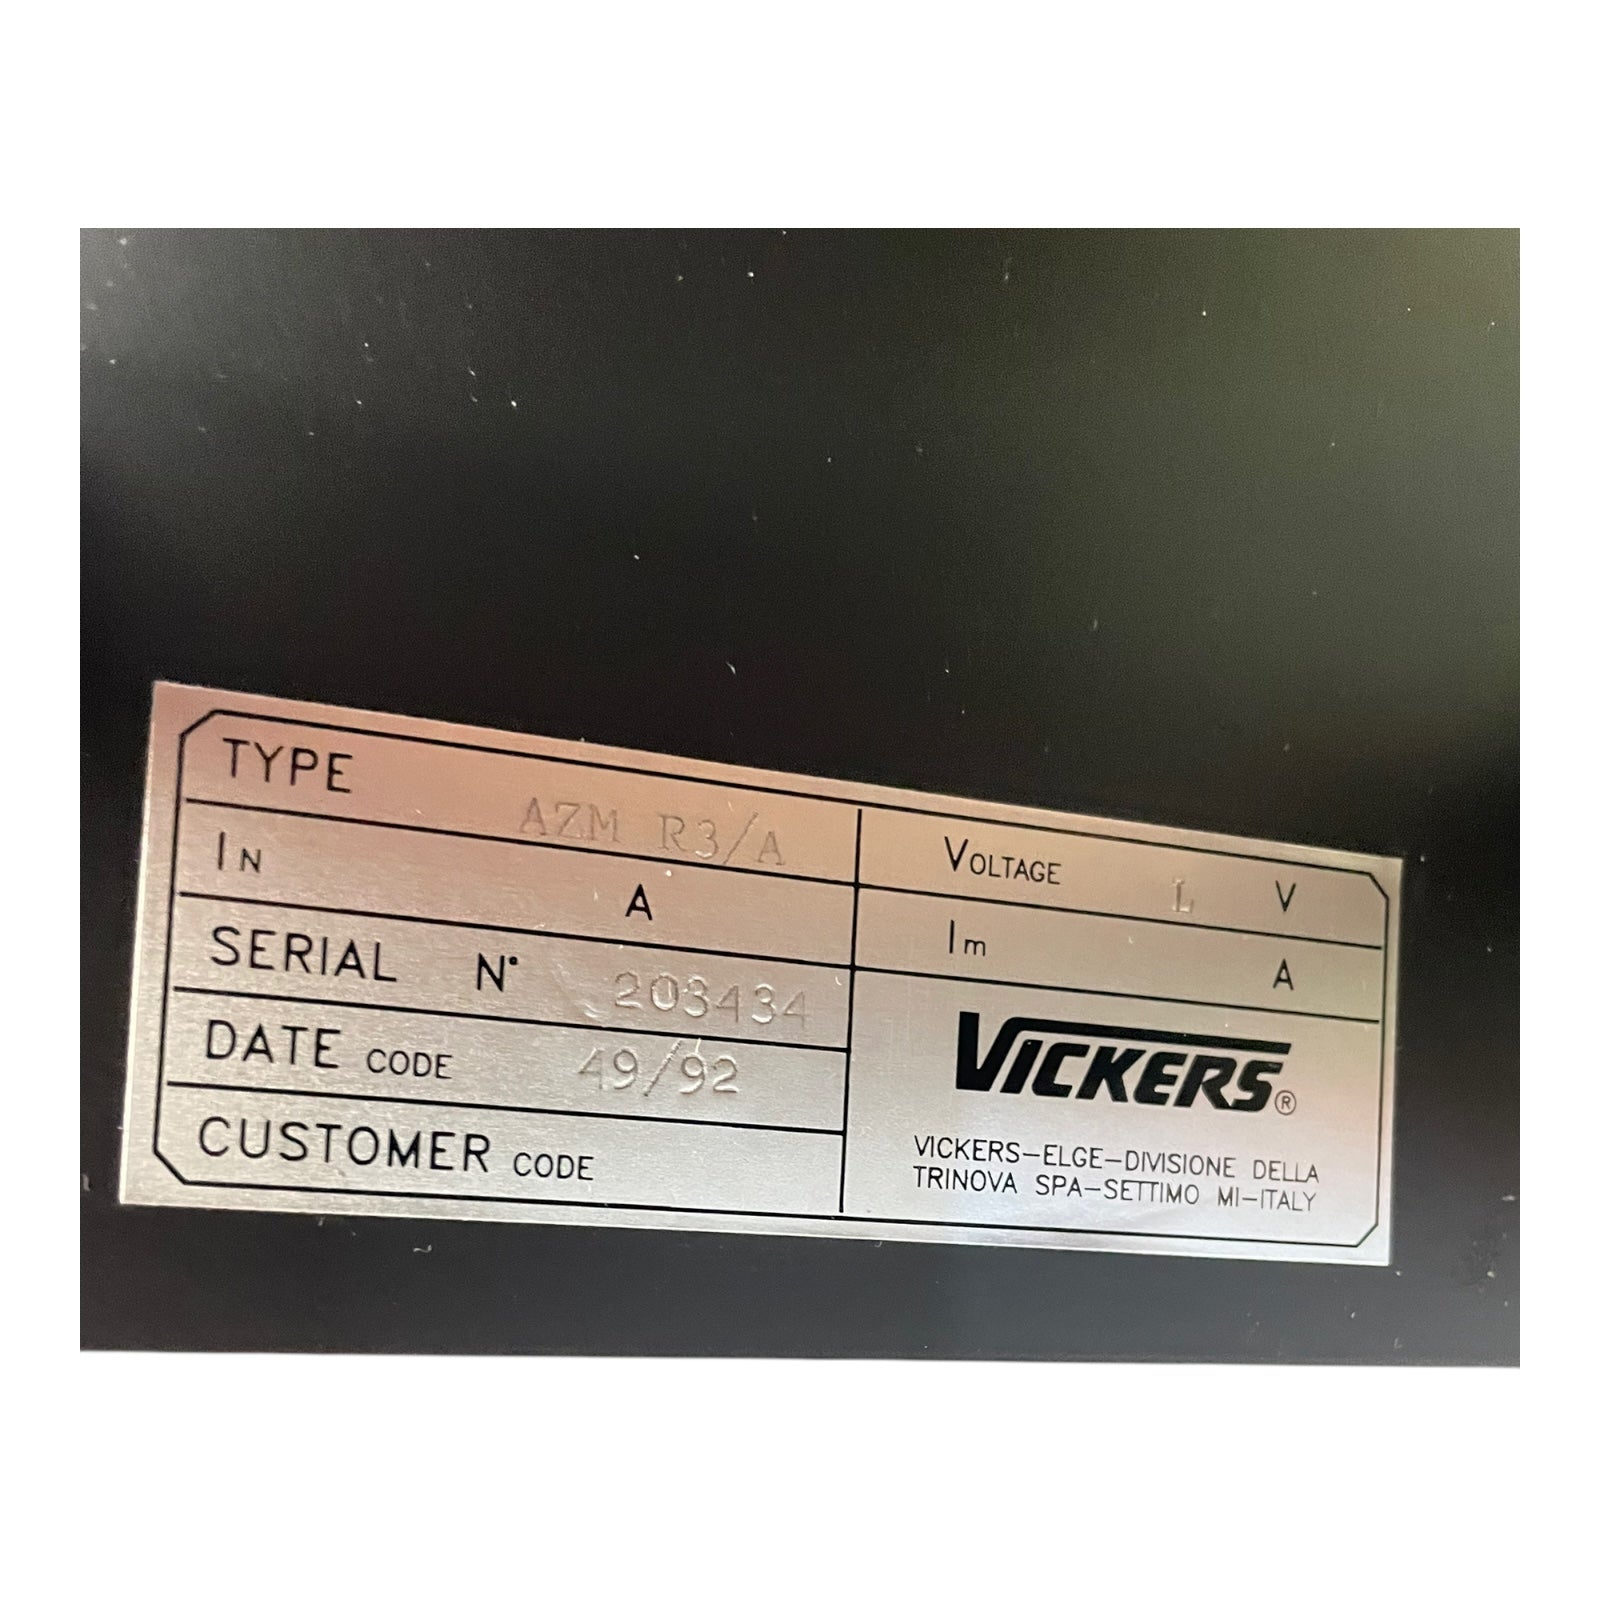 TYPE AZM R3/A
IN A
SERIAL N° 203434
DATE CODE 49/92
CUSTOMER CODE
VOLTAGE L V
Im A
VICKERS®
VICKERS-ELGE-DIVISIONE DELLA
TRINOVA SPA-SETTIMO MI-ITALY